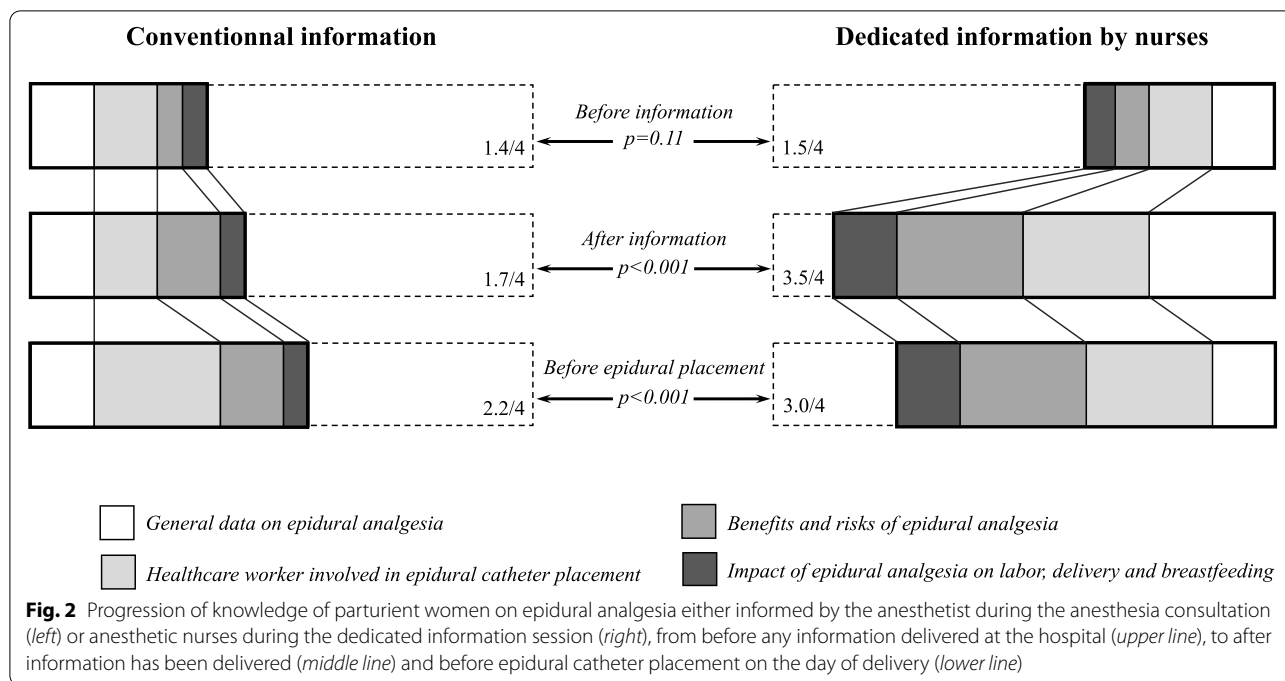 Conventionnal information
Dedicated information by nurses
Before information
p=0.11
1.4/4
1.5/4
After information
p<0.001
1.7/4
3.5/4
Before epidural placement
p<0.001
2.2/4
3.0/4
General data on epidural analgesia
Benefits and risks of epidural analgesia
Healthcare worker involved in epidural catheter placement
Impact of epidural analgesia on labor, delivery and breastfeeding
Fig. 2 Progression of knowledge of parturient women on epidural analgesia either informed by the anesthetist during the anesthesia consultation
(left) or anesthetic nurses during the dedicated information session (right), from before any information delivered at the hospital (upper line), to after
information has been delivered (middle line) and before epidural catheter placement on the day of delivery (lower line)